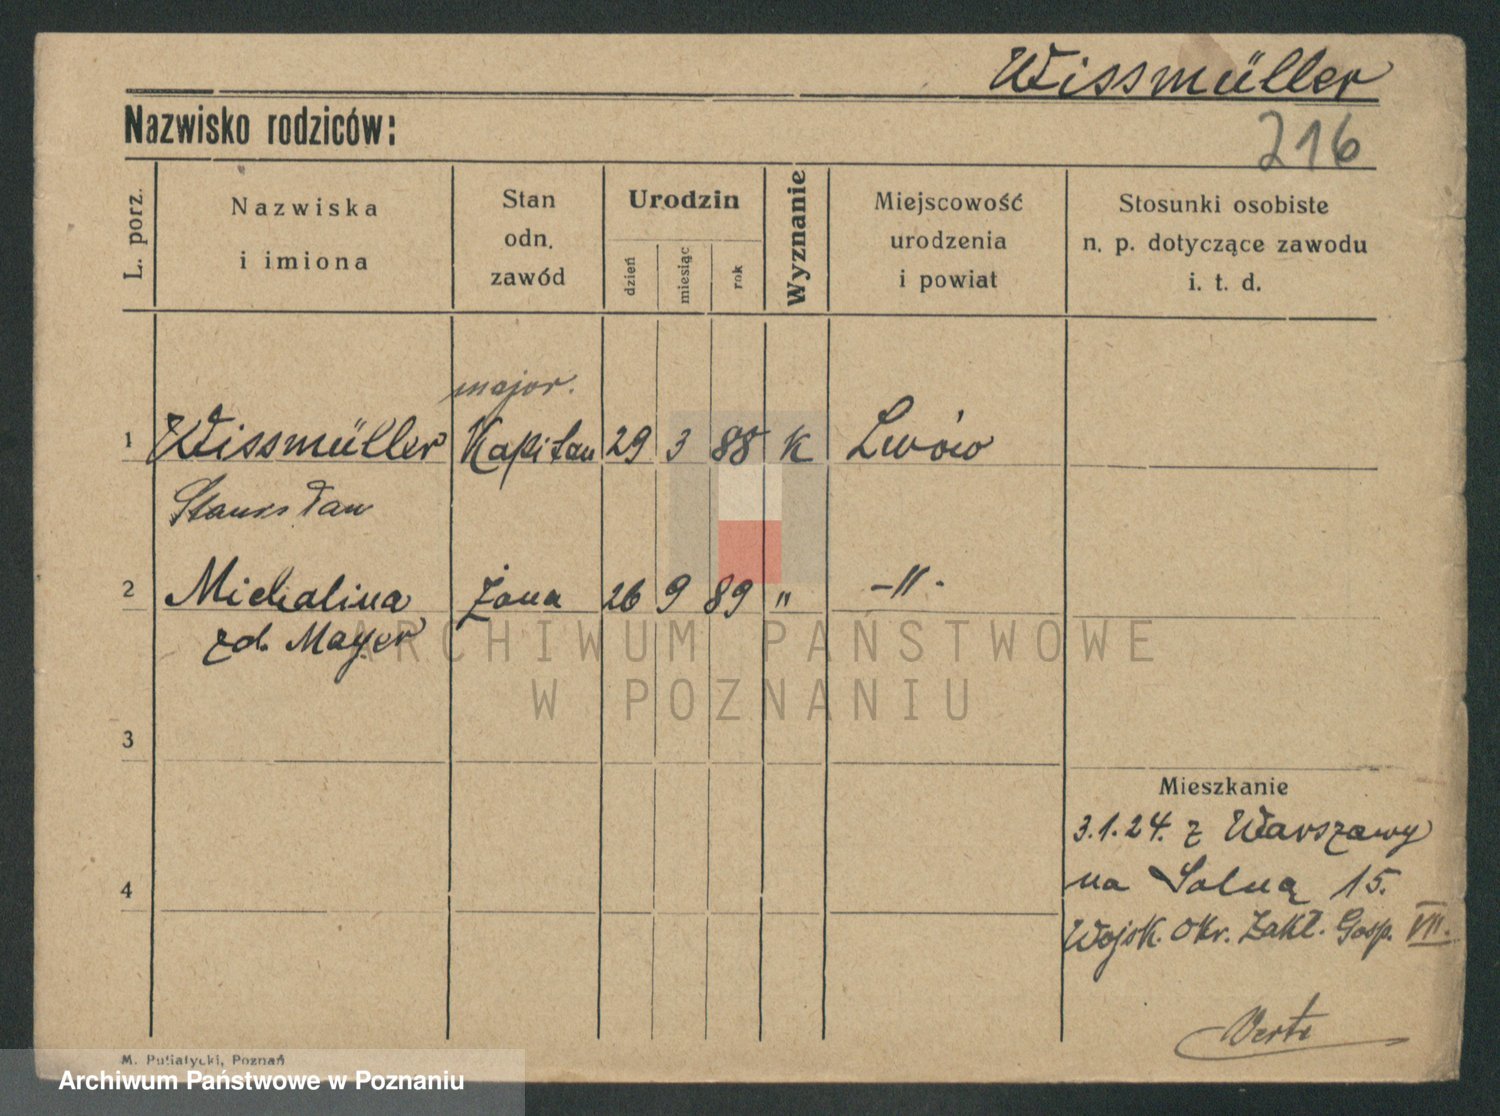 Wissmüller
Nazwisko rodziców:
216
L. porz.
Nazwiska
i imiona
Stan
odn.
zawód
Urodzin
dzień
miesiąc
rok
Wyznanie
Miejscowość
urodzenia
i powiat
Stosunki osobiste
n. p. dotyczące zawodu
i. t. d.
major.
1 Wissmüller Kapitan 29 3 88 K Lwów
Stanisław
2 Michalina Żona 26 9 89 " -"-
zd. Mayer
ARCHIWUM PAŃSTWOWE
W POZNANIU
3
Mieszkanie
3.1.24. z Warszawy
4
na Solną 15.
Wojsk. Okr. Zakł. Gosp. VII.
Verte
M. Putiatycki, Poznań
Archiwum Państwowe w Poznaniu